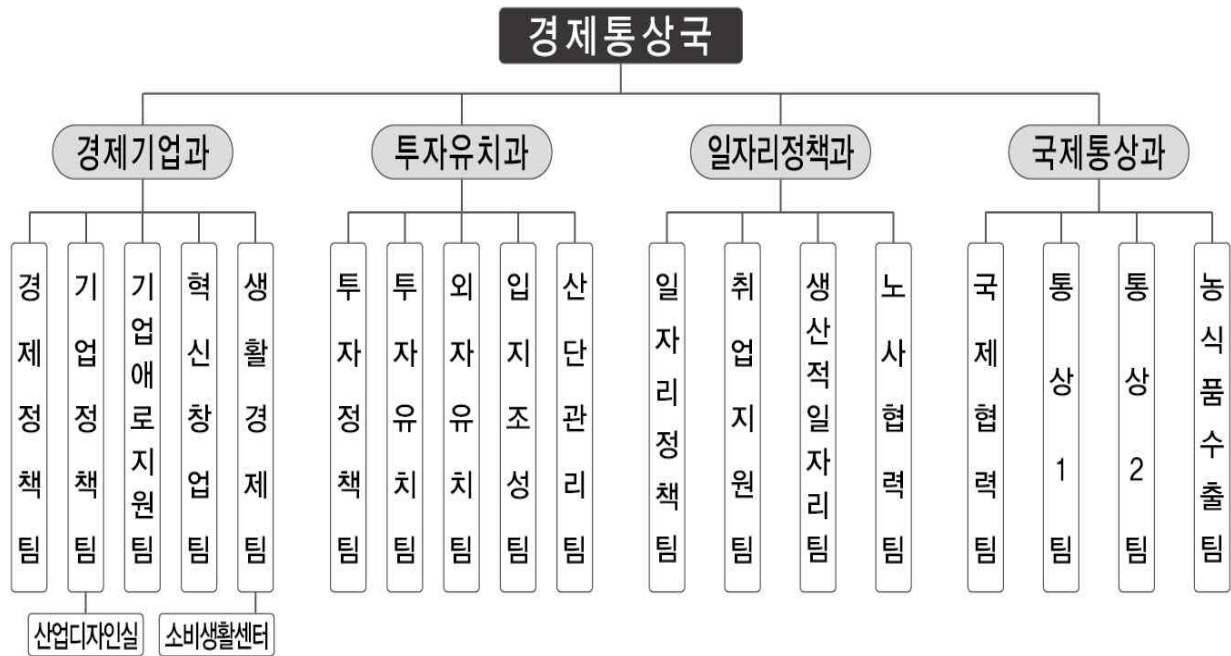 경제통상국
경제기업과
투자유치과
일자리정책과
국제통상과
경제정책팀
기업정책팀
기업애로지원팀
혁신창업팀
생활경제팀
투자정책팀
투자유치팀
외자유치팀
입지조성팀
산단관리팀
일자리정책팀
취업지원팀
생산적일자리팀
노사협력팀
국제협력팀
통상1팀
통상2팀
농식품수출팀
산업디자인실
소비생활센터